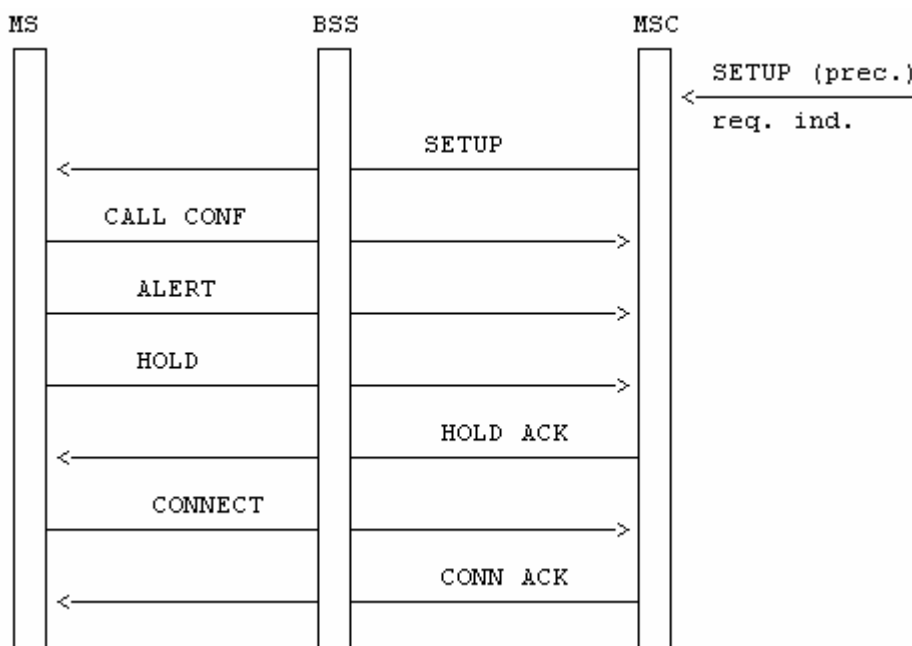 MS BSS MSC
SETUP (prec.)
req. ind.
SETUP
CALL CONF
ALERT
HOLD
HOLD ACK
CONNECT
CONN ACK